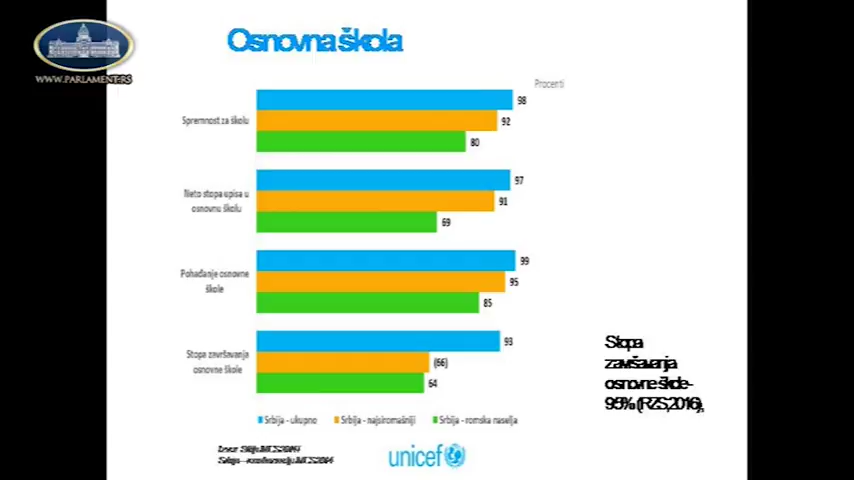 Osnovna škola
WWW.PARLAMENT.RS
Procenti
98
Spremnost za školu
92
80
97
Neto stopa upisa u
osnovnu školu
91
69
99
Pohađanje osnovne
škole
95
85
93
Stopa završavanja
osnovne škole
(66)
64
Stopa
završavanja
osnovne škole-
95% (RZS, 2016),
Srbija - ukupno
Srbija - najsiromašniji
Srbija - romska naselja
unicef